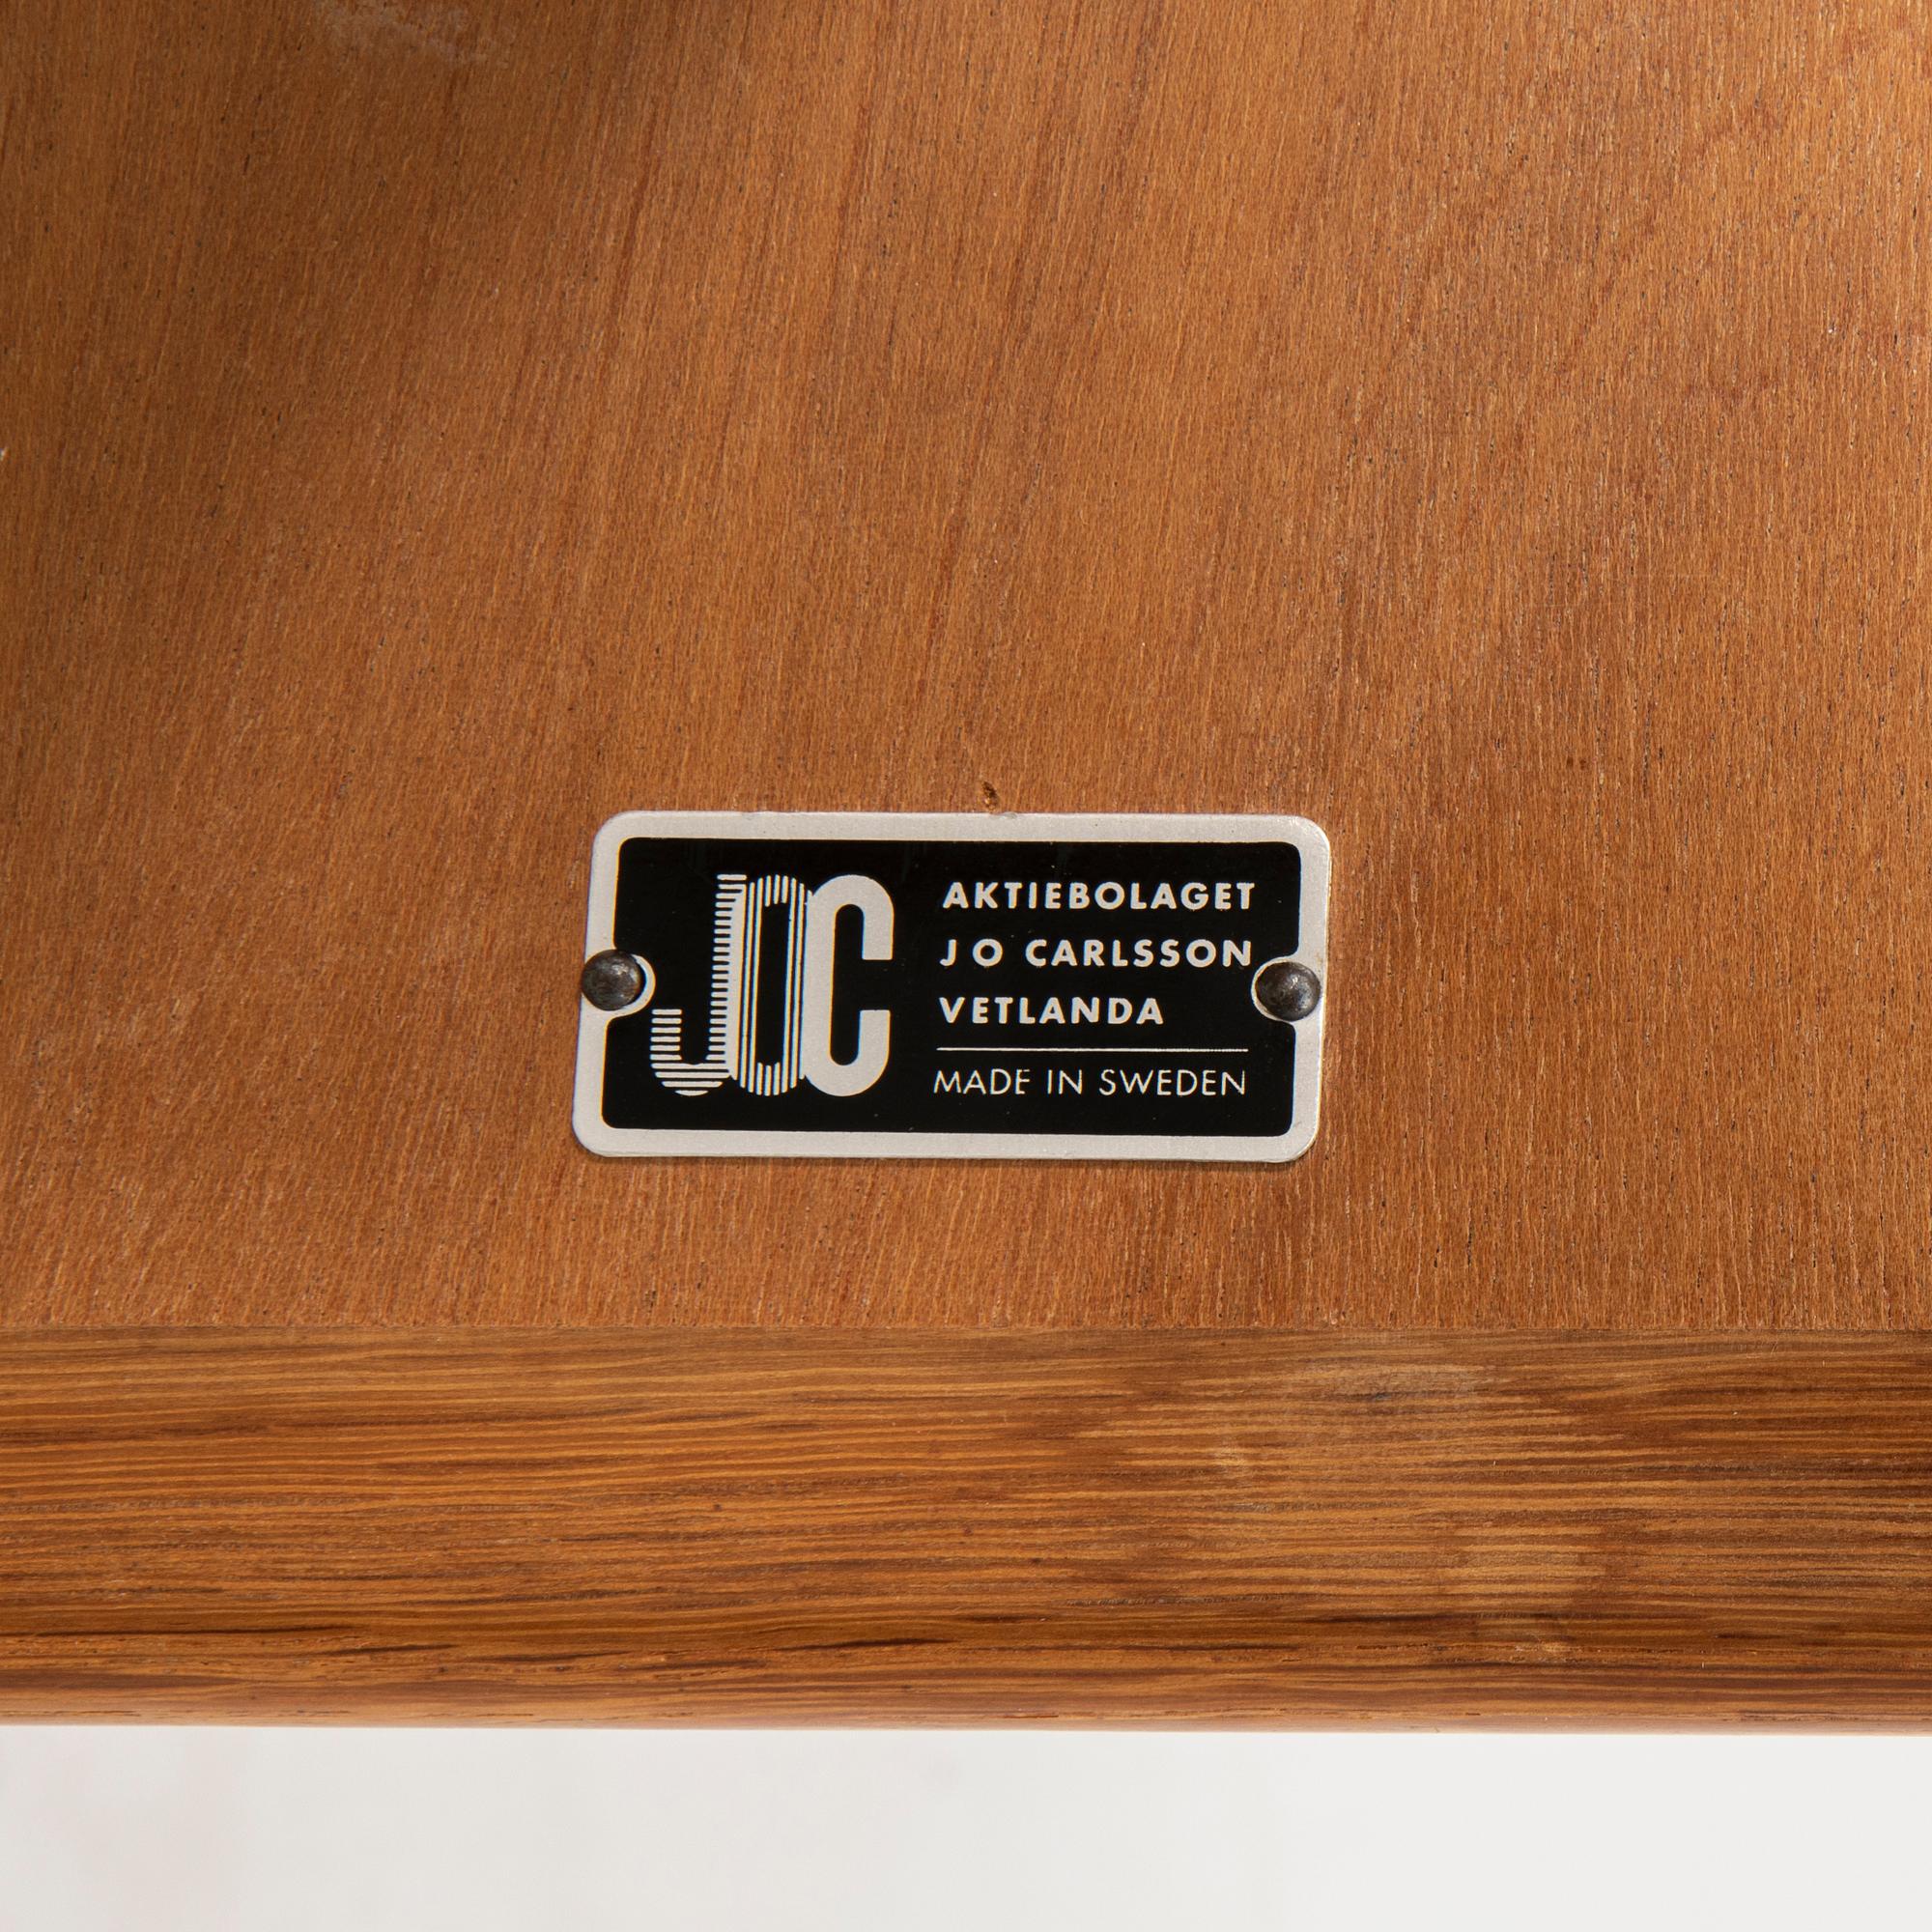 JOC
AKTIEBOLAGET
J O CARLSSON
VETLANDA
MADE IN SWEDEN